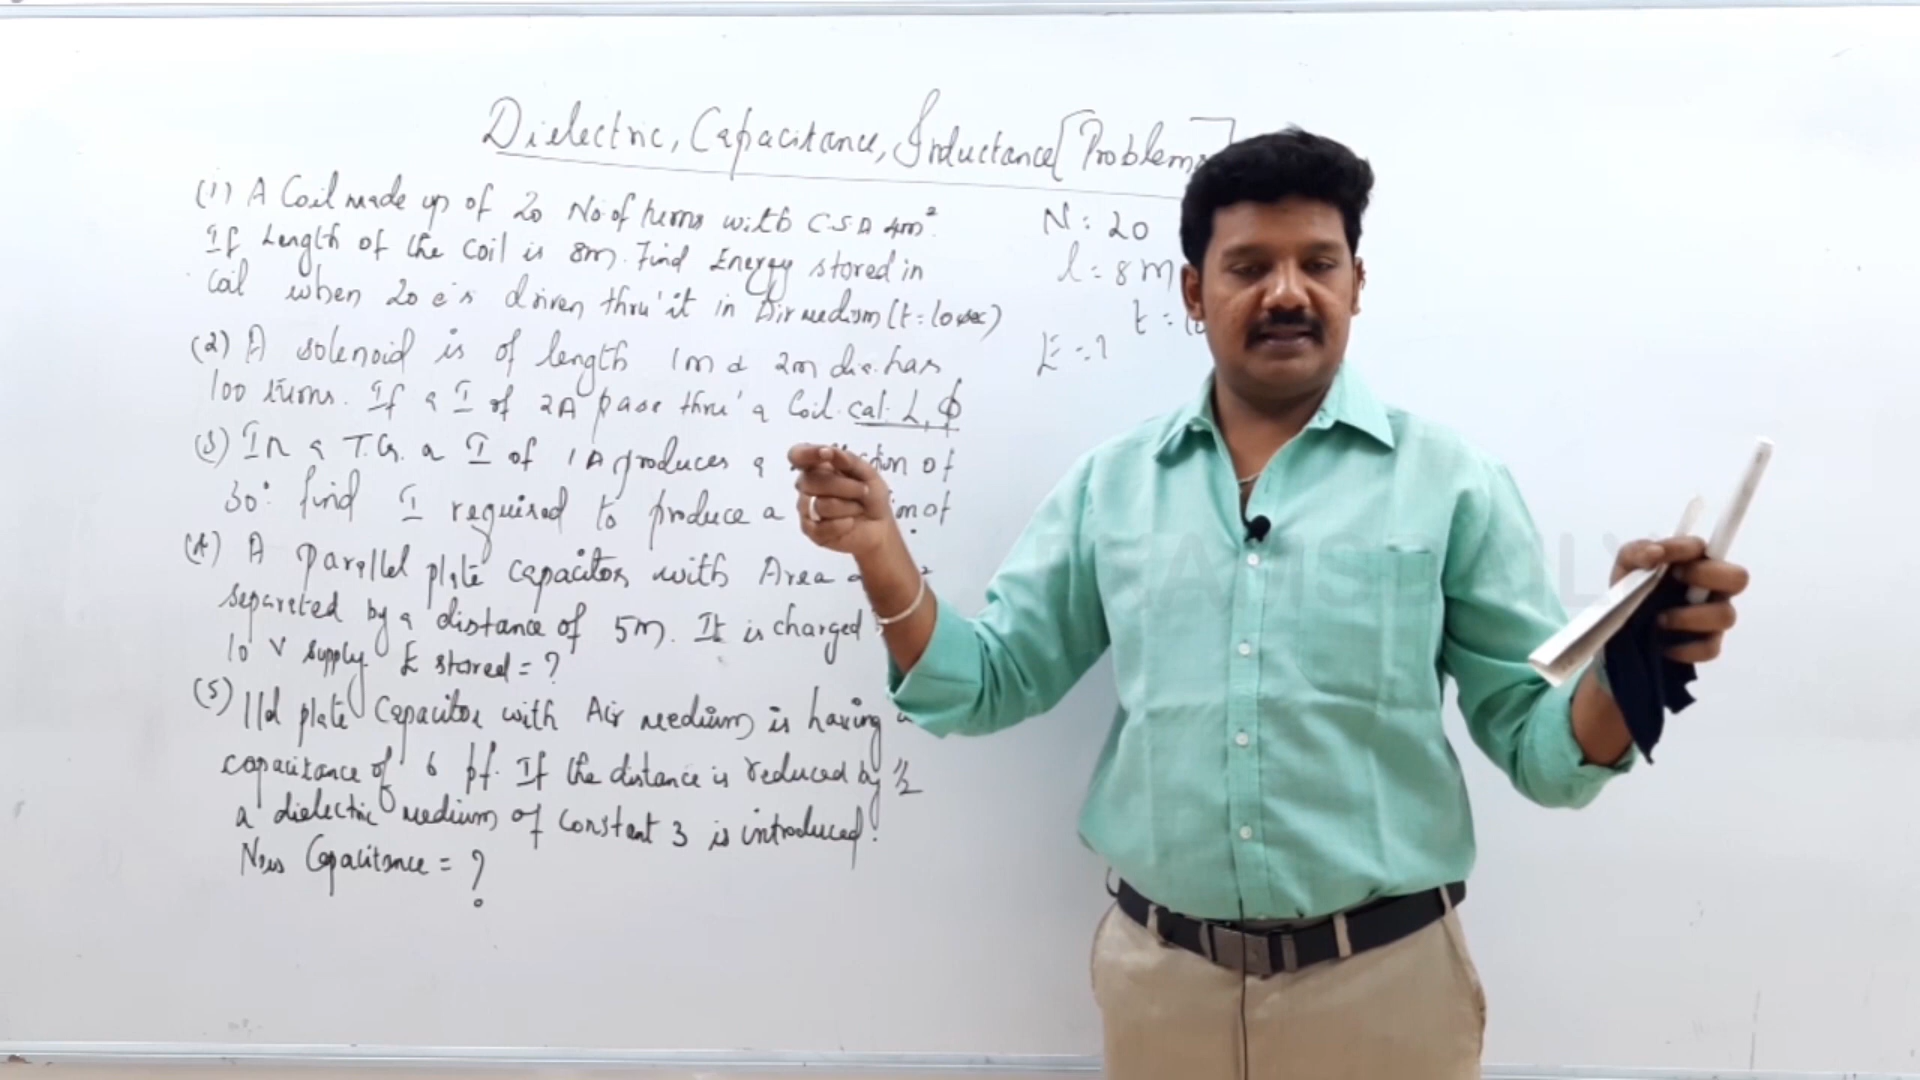 Dielectric, Capacitance, Inductance [Problems]
(1) A Coil made up of 20 No. of turns with C.S.A 4m².
If Length of the coil is 8m. Find Energy stored in
Coil when 20 e's driven thru' it in Air medium (t = 10 sec)
(2) A solenoid is of length 1m & 2m dia. has
100 turns. If a I of 2A pass thru' a Coil. cal. L, Φ
(3) In a T.G. a I of 1A produces a of
30°. find I required to produce a of
(4) A parallel plate capacitor with Area
separated by a distance of 5m. It is charged
10 V supply E stored = ?
(5) ||el plate Capacitor with Air medium is having a
capacitance of 6 pf. If the distance is reduced by 1/2
a dielectric medium of constant 3 is introduced.
New Capacitance = ?
N = 20
l = 8m
t = 10
E = ?